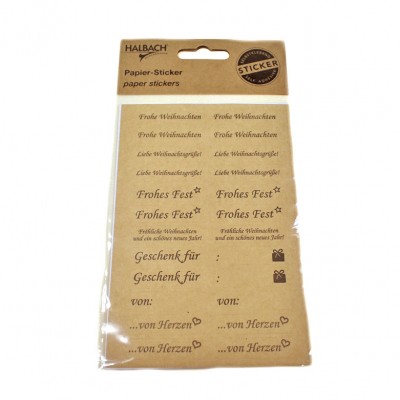 HALBACH
Papier-Sticker
paper stickers
STICKER
Frohe Weihnachten Frohe Weihnachten
Frohe Weihnachten Frohe Weihnachten
Liebe Weihnachtsgrüße! Liebe Weihnachtsgrüße!
Liebe Weihnachtsgrüße! Liebe Weihnachtsgrüße!
Frohes Fest Frohes Fest
Frohes Fest Frohes Fest
Fröhliche Weihnachten Fröhliche Weihnachten
und ein schönes neues Jahr! und ein schönes neues Jahr!
Geschenk für :
Geschenk für :
von: von:
...von Herzen ...von Herzen
...von Herzen ...von Herzen